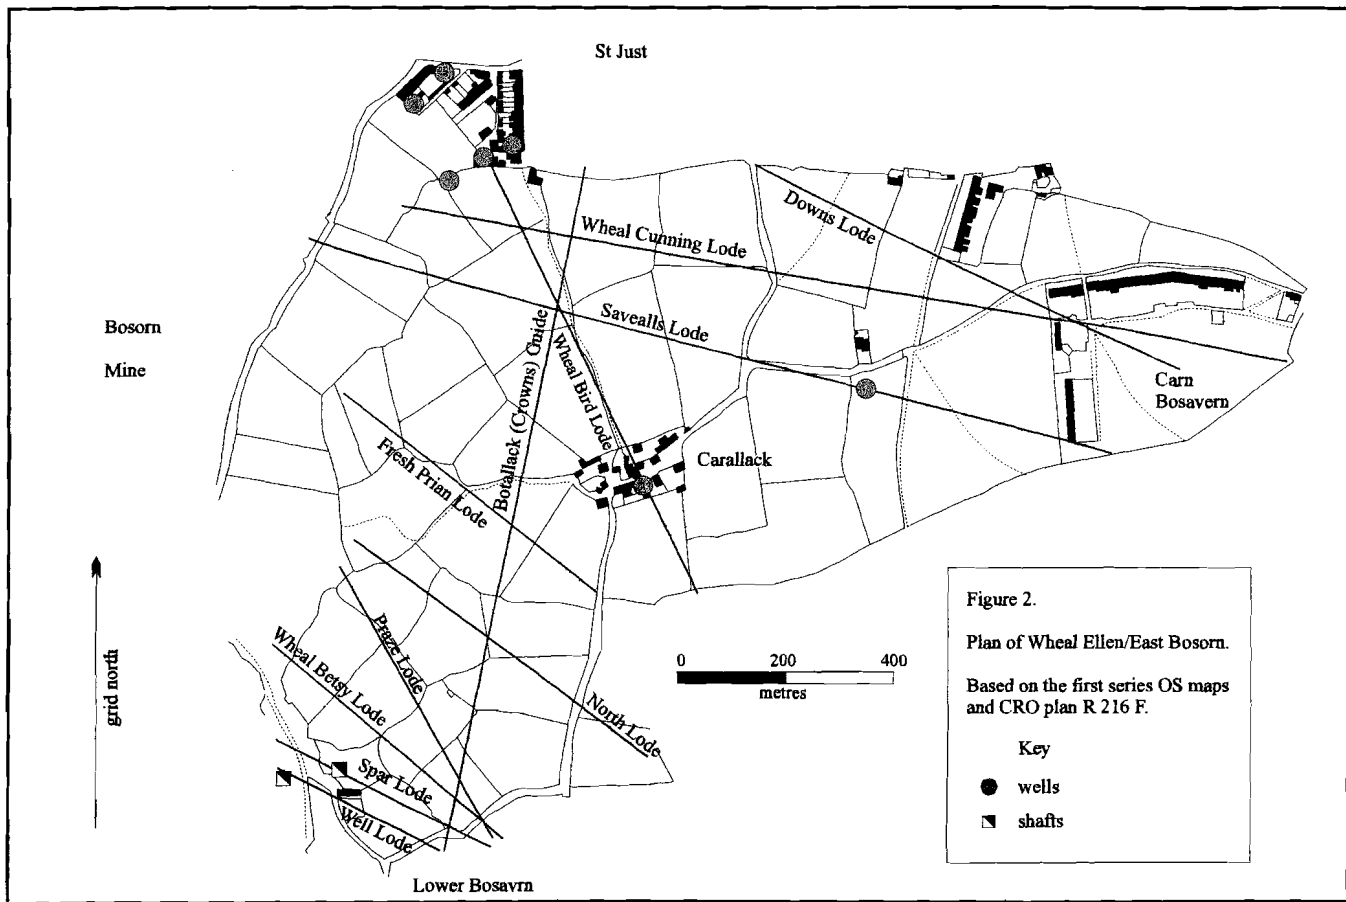 St Just
Downs Lode
Wheal Cunning Lode
Savealls Lode
Bosorn
Mine
Botallack (Crowns) Guide
Wheal Bird Lode
Carn
Bosavern
Carallack
Fresh Prian Lode
Praze Lode
Wheal Betsy Lode
North Lode
Spar Lode
Well Lode
Lower Bosavrn
grid north
0 200 400
metres
Figure 2.
Plan of Wheal Ellen/East Bosorn.
Based on the first series OS maps
and CRO plan R 216 F.
Key
wells
shafts